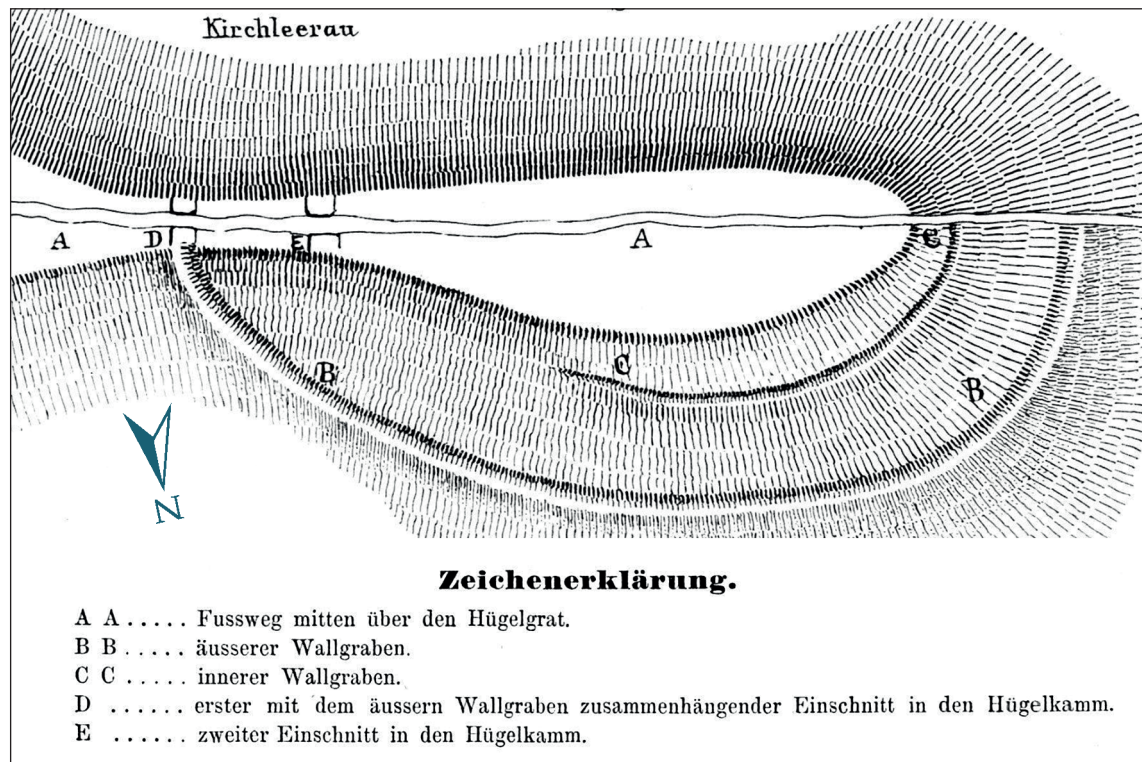 Kirchleerau
A D E A C
C
B B
N
Zeichenerklärung.
A A ..... Fussweg mitten über den Hügelgrat.
B B ..... äusserer Wallgraben.
C C ..... innerer Wallgraben.
D ...... erster mit dem äussern Wallgraben zusammenhängender Einschnitt in den Hügelkamm.
E ...... zweiter Einschnitt in den Hügelkamm.